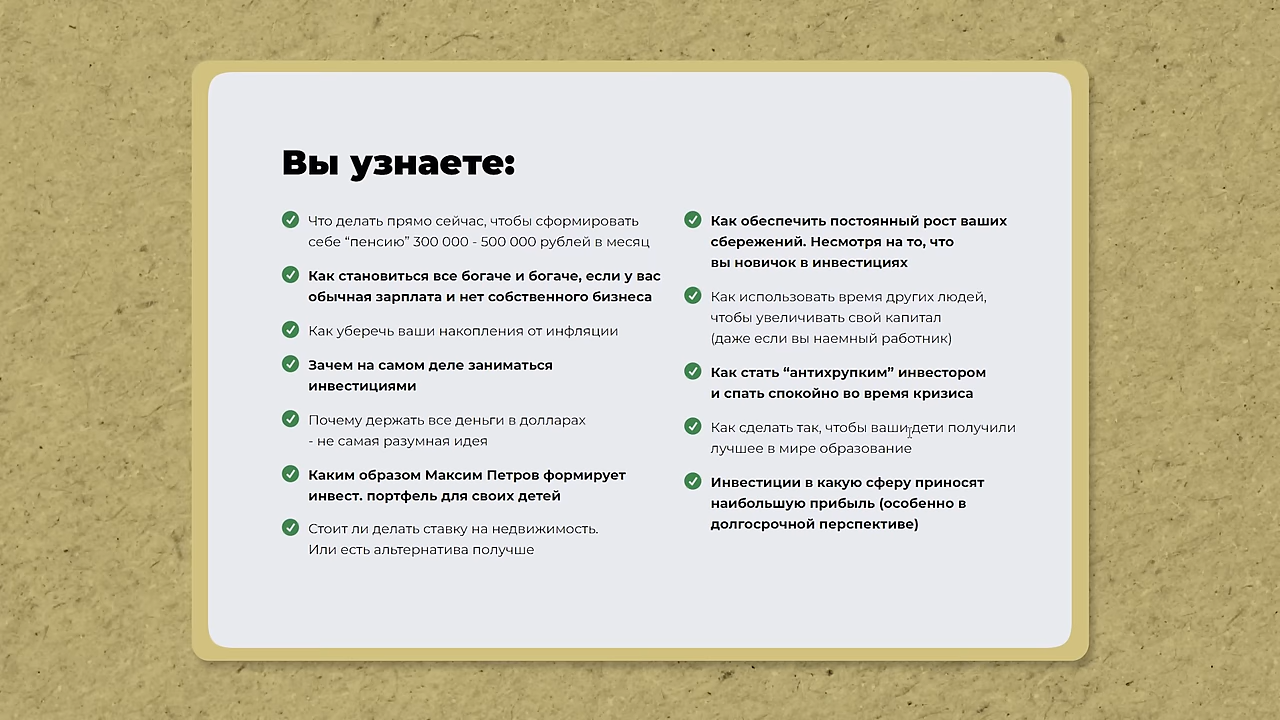 Вы узнаете:
Что делать прямо сейчас, чтобы сформировать
себе “пенсию” 300 000 - 500 000 рублей в месяц
Как становиться все богаче и богаче, если у вас
обычная зарплата и нет собственного бизнеса
Как уберечь ваши накопления от инфляции
Зачем на самом деле заниматься
инвестициями
Почему держать все деньги в долларах
- не самая разумная идея
Каким образом Максим Петров формирует
инвест. портфель для своих детей
Стоит ли делать ставку на недвижимость.
Или есть альтернатива получше
Как обеспечить постоянный рост ваших
сбережений. Несмотря на то, что
вы новичок в инвестициях
Как использовать время других людей,
чтобы увеличивать свой капитал
(даже если вы наемный работник)
Как стать “антихрупким” инвестором
и спать спокойно во время кризиса
Как сделать так, чтобы ваши дети получили
лучшее в мире образование
Инвестиции в какую сферу приносят
наибольшую прибыль (особенно в
долгосрочной перспективе)